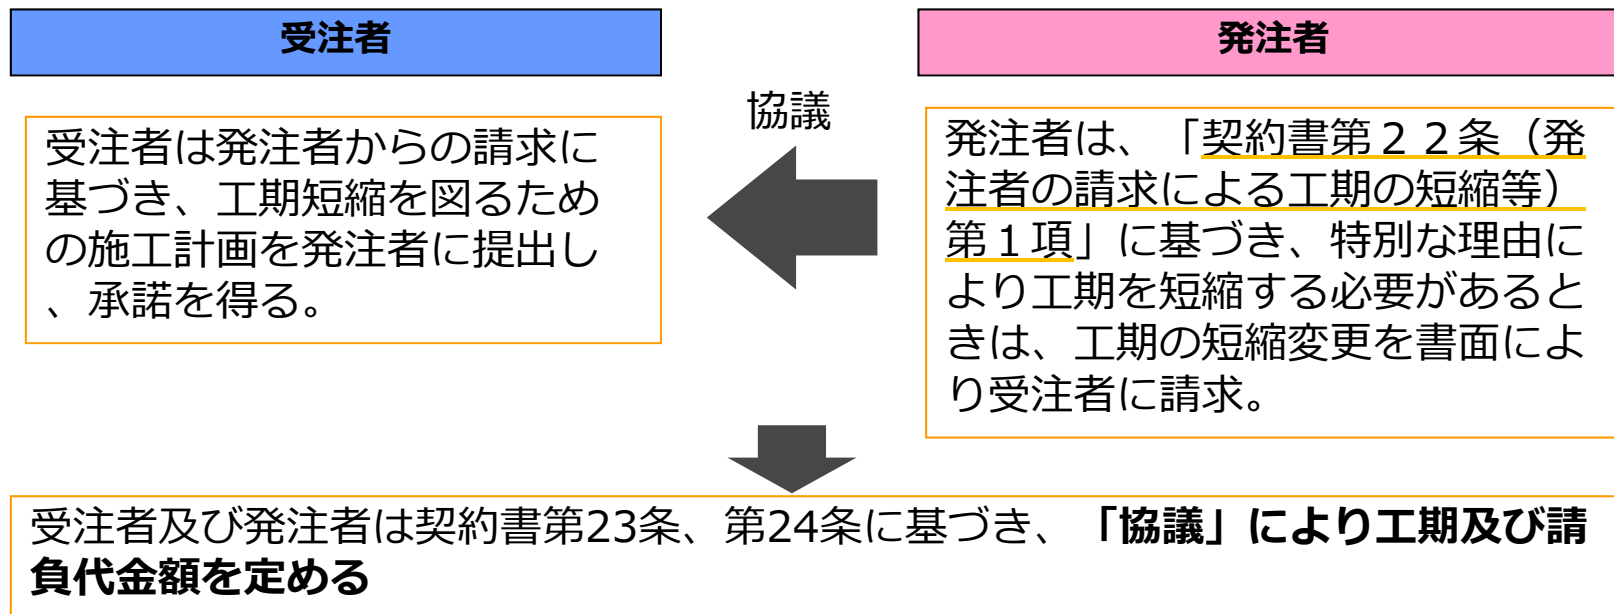 受注者
発注者
協議
受注者は発注者からの請求に
基づき、工期短縮を図るため
の施工計画を発注者に提出し
、承諾を得る。
発注者は、「契約書第２２条（発
注者の請求による工期の短縮等）
第１項」に基づき、特別な理由に
より工期を短縮する必要があると
きは、工期の短縮変更を書面によ
り受注者に請求。
受注者及び発注者は契約書第23条、第24条に基づき、「協議」により工期及び請
負代金額を定める